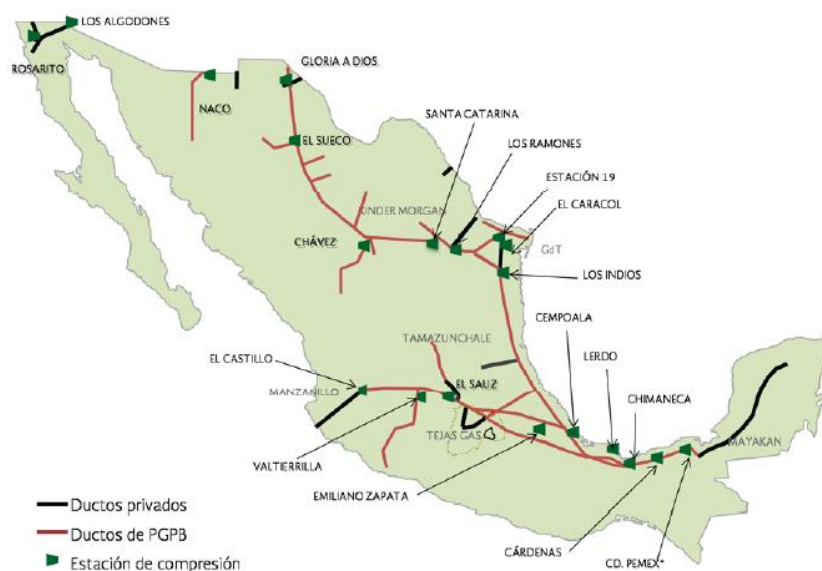 LOS ALGODONES
ROSARITO
NACO
GLORIA A DIOS
SANTA CATARINA
EL SUECO
LOS RAMONES
ESTACIÓN 19
EL CARACOL
KINDER MORGAN
CHÁVEZ
GdT
LOS INDIOS
CEMPOALA
TAMAZUNCHALE
LERDO
EL CASTILLO
EL SAUZ
MANZANILLO
CHIMANECA
TEJAS GAS
MAYAKAN
VALTIERRILLA
EMILIANO ZAPATA
CÁRDENAS
CD. PEMEX*
Ductos privados
Ductos de PGPB
Estación de compresión